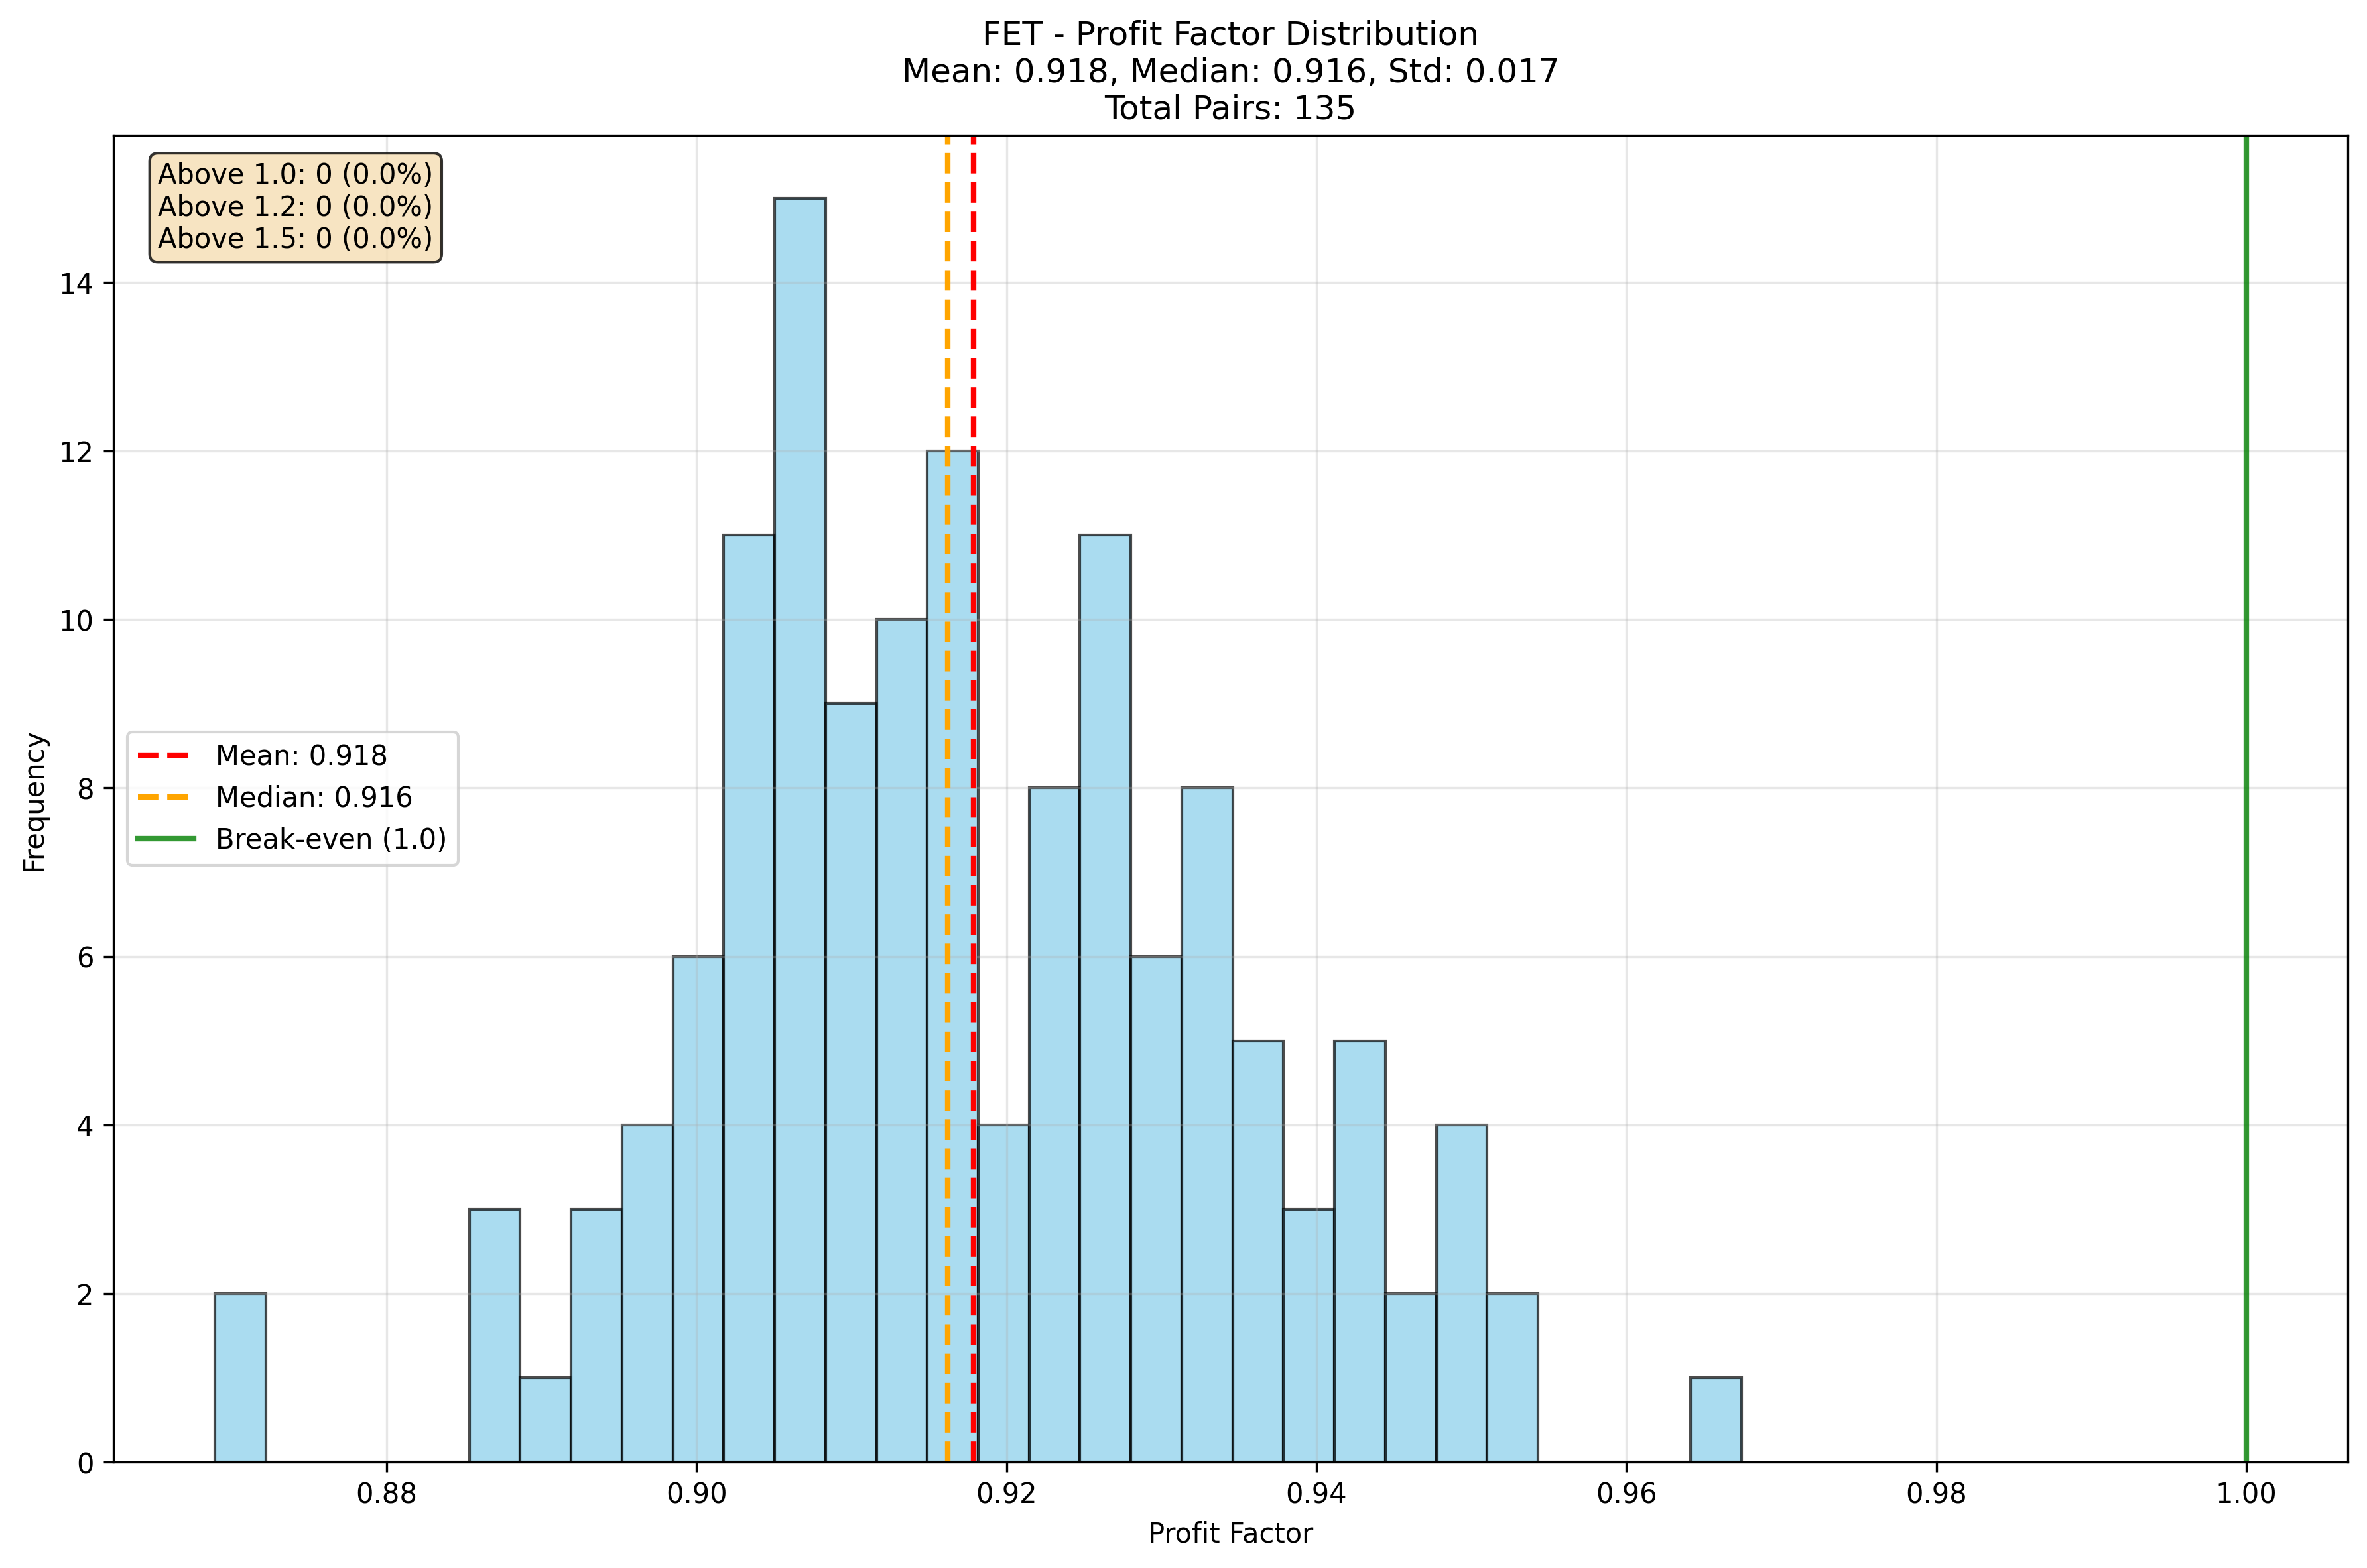 FET - Profit Factor Distribution
Mean: 0.918, Median: 0.916, Std: 0.017
Total Pairs: 135
Above 1.0: 0 (0.0%)
Above 1.2: 0 (0.0%)
Above 1.5: 0 (0.0%)
Frequency
14
12
10
8
6
4
2
0
Mean: 0.918
Median: 0.916
Break-even (1.0)
0.88 0.90 0.92 0.94 0.96 0.98 1.00
Profit Factor